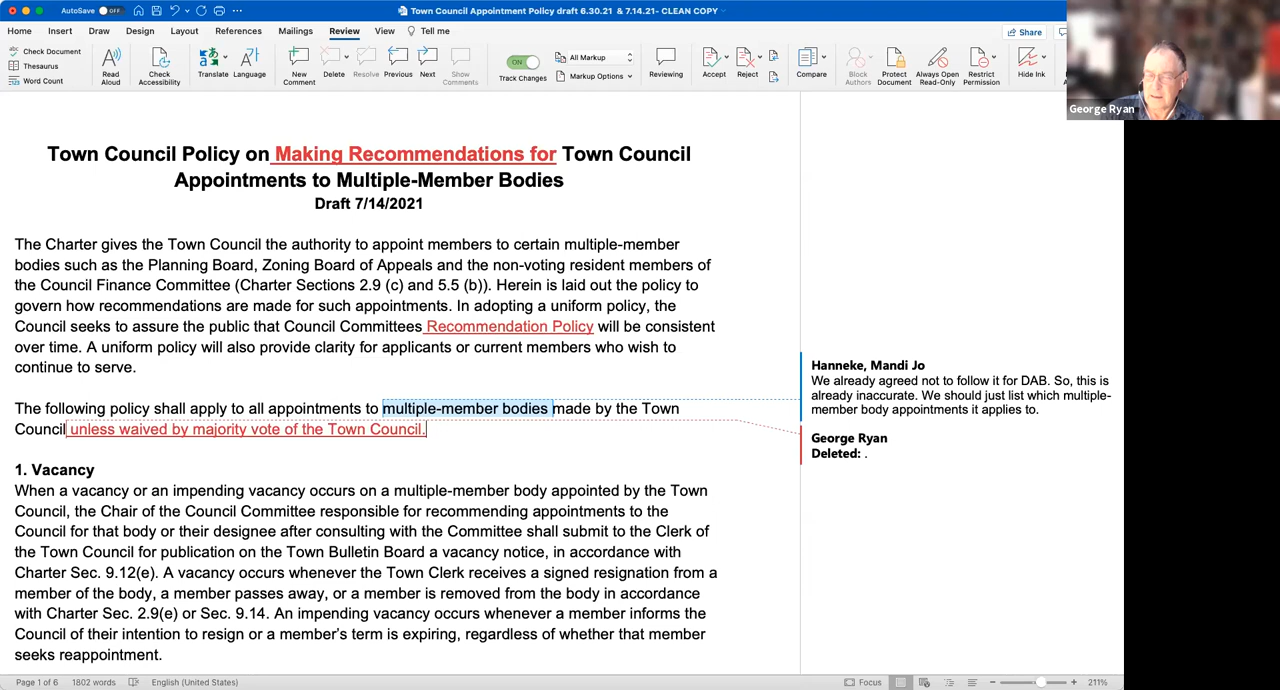 AutoSave OFF Town Council Appointment Policy draft 6.30.21 & 7.14.21- CLEAN COPY
Home Insert Draw Design Layout References Mailings Review View Tell me Share
Check Document
Thesaurus
Word Count
Read Aloud
Check Accessibility
Translate
Language
New Comment
Delete
Resolve
Previous
Next
Show Comments
ON
Track Changes
All Markup
Markup Options
Reviewing
Accept
Reject
Compare
Block Authors
Protect Document
Always Open Read-Only
Restrict Permission
Hide Ink
George Ryan
Town Council Policy on Making Recommendations for Town Council
Appointments to Multiple-Member Bodies
Draft 7/14/2021
The Charter gives the Town Council the authority to appoint members to certain multiple-member
bodies such as the Planning Board, Zoning Board of Appeals and the non-voting resident members of
the Council Finance Committee (Charter Sections 2.9 (c) and 5.5 (b)). Herein is laid out the policy to
govern how recommendations are made for such appointments. In adopting a uniform policy, the
Council seeks to assure the public that Council Committees Recommendation Policy will be consistent
over time. A uniform policy will also provide clarity for applicants or current members who wish to
continue to serve.
The following policy shall apply to all appointments to multiple-member bodies made by the Town
Council unless waived by majority vote of the Town Council.
1. Vacancy
When a vacancy or an impending vacancy occurs on a multiple-member body appointed by the Town
Council, the Chair of the Council Committee responsible for recommending appointments to the
Council for that body or their designee after consulting with the Committee shall submit to the Clerk of
the Town Council for publication on the Town Bulletin Board a vacancy notice, in accordance with
Charter Sec. 9.12(e). A vacancy occurs whenever the Town Clerk receives a signed resignation from a
member of the body, a member passes away, or a member is removed from the body in accordance
with Charter Sec. 2.9(e) or Sec. 9.14. An impending vacancy occurs whenever a member informs the
Council of their intention to resign or a member's term is expiring, regardless of whether that member
seeks reappointment.
Hanneke, Mandi Jo
We already agreed not to follow it for DAB. So, this is
already inaccurate. We should just list which multiple-
member body appointments it applies to.
George Ryan
Deleted: .
Page 1 of 6 1802 words English (United States) Focus 211%